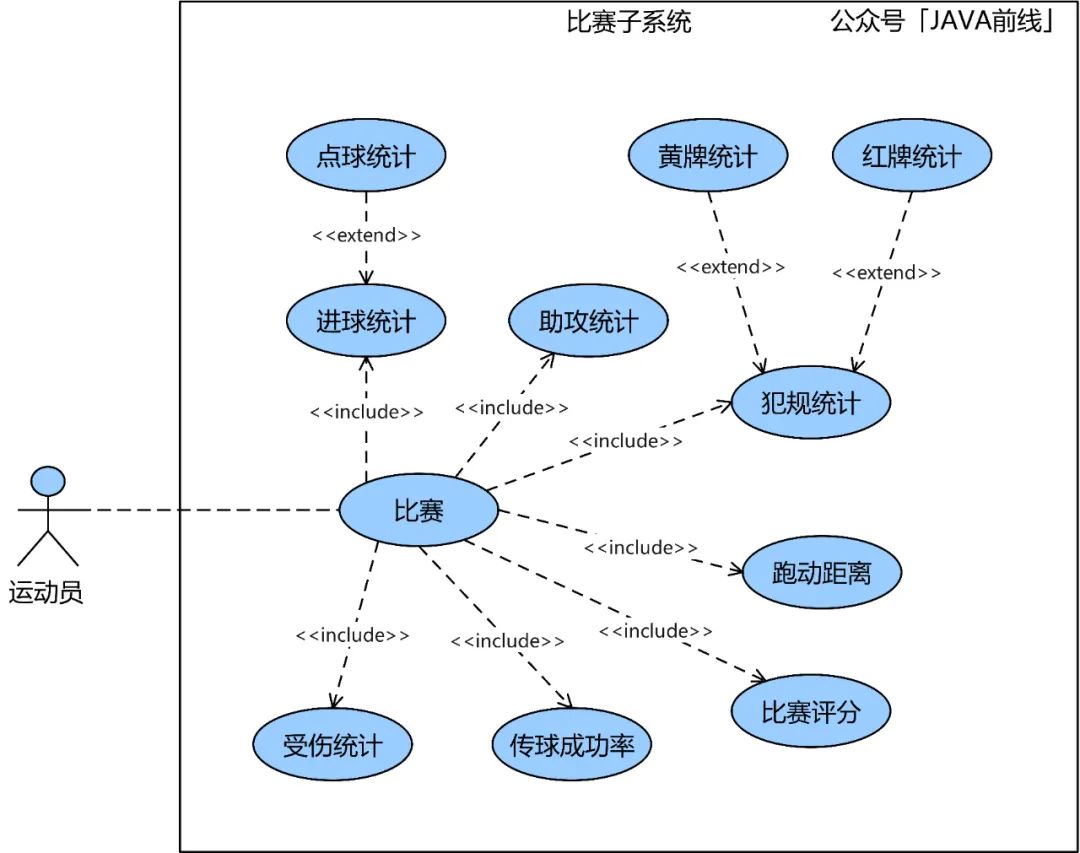 比赛子系统
公众号「JAVA前线」
点球统计
黄牌统计
红牌统计
<<extend>>
<<extend>>
<<extend>>
进球统计
助攻统计
犯规统计
<<include>>
<<include>>
<<include>>
比赛
运动员
<<include>>
跑动距离
<<include>>
<<include>>
<<include>>
比赛评分
受伤统计
传球成功率